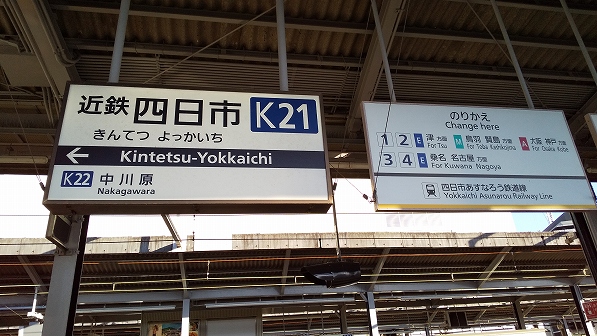 近鉄 四日市 K21
きんてつ よっかいち
← Kintetsu-Yokkaichi
K22 中川原
Nakagawara
のりかえ
Change here
1 2 E 津 方面 M 鳥羽 賢島 方面 A 大阪 神戸 方面
For Tsu For Toba Kashikojima For Osaka Kobe
3 4 E 桑名 名古屋 方面
For Kuwana Nagoya
四日市あすなろう鉄道線
Yokkaichi Asunarou Railway Line